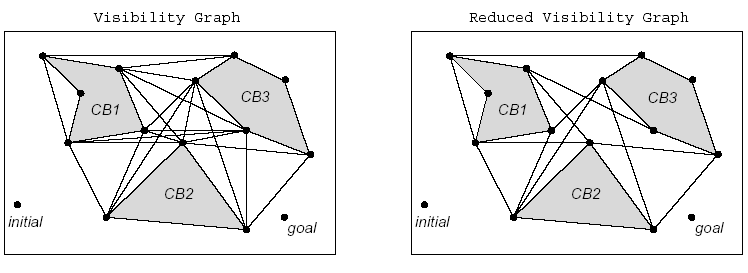 Visibility Graph
CB1
CB3
CB2
initial
goal
Reduced Visibility Graph
CB1
CB3
CB2
initial
goal